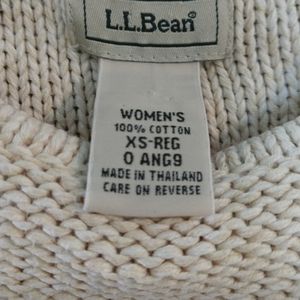 L.L.Bean®
WOMEN'S
100% COTTON
XS-REG
0 ANG9
MADE IN THAILAND
CARE ON REVERSE